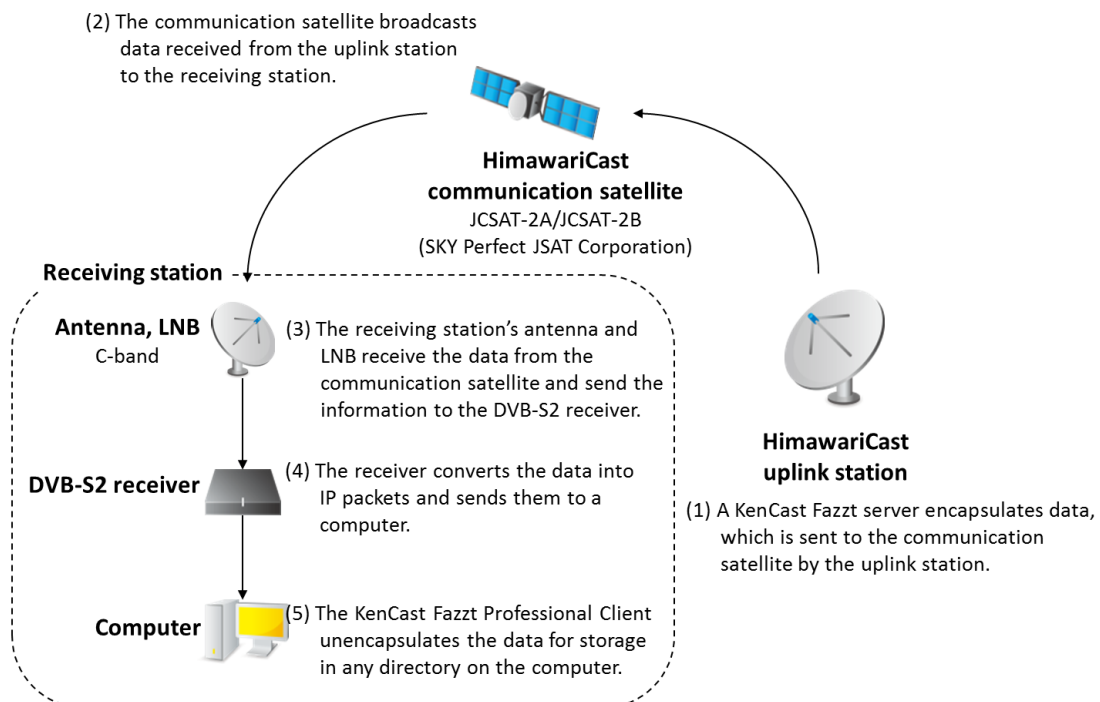 (2) The communication satellite broadcasts
data received from the uplink station
to the receiving station.
HimawariCast
communication satellite
JCSAT-2A/JCSAT-2B
(SKY Perfect JSAT Corporation)
Receiving station
Antenna, LNB
C-band
(3) The receiving station’s antenna and
LNB receive the data from the
communication satellite and send the
information to the DVB-S2 receiver.
DVB-S2 receiver
(4) The receiver converts the data into
IP packets and sends them to a
computer.
Computer
(5) The KenCast Fazzt Professional Client
unencapsulates the data for storage
in any directory on the computer.
HimawariCast
uplink station
(1) A KenCast Fazzt server encapsulates data,
which is sent to the communication
satellite by the uplink station.